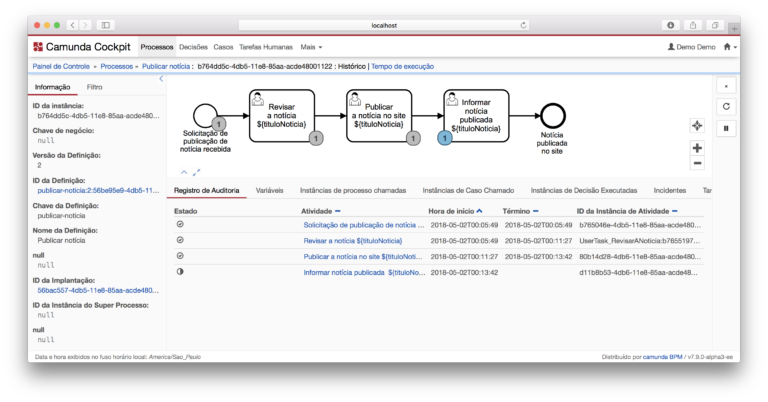 localhost
Camunda Cockpit Processos Decisões Casos Tarefas Humanas Mais Demo Demo
Painel de Controle » Processos » Publicar notícia : b764dd5c-4db5-11e8-85aa-acde48001122 : Histórico | Tempo de execução
Informação Filtro
ID da instância:
b764dd5c-4db5-11e8-85aa-acde480...
Chave de negócio:
null
Versão da Definição:
2
ID da Definição:
publicar-noticia:2:56be95e9-4db5-11...
Chave da Definição:
publicar-noticia
Nome da Definição:
Publicar notícia
null
null
ID da Implantação:
56bac557-4db5-11e8-85aa-acde480...
ID da Instância do Super Processo:
null
null
null
Solicitação de
publicação de
notícia recebida
1
Revisar
a notícia
${tituloNoticia}
1
Publicar
a notícia no site
${tituloNoticia}
1
Informar
notícia
publicada
${tituloNoticia}
1
Notícia
publicada
no site
Registro de Auditoria Variáveis Instâncias de processo chamadas Instâncias de Caso Chamado Instâncias de Decisão Executadas Incidentes Tar
Estado Atividade Hora de início Término ID da Instância de Atividade
Solicitação de publicação de notícia ... 2018-05-02T00:05:49 2018-05-02T00:05:49 b765046e-4db5-11e8-85aa-acde480...
Revisar a notícia ${tituloNoticia} 2018-05-02T00:05:49 2018-05-02T00:11:27 UserTask_RevisarANoticia:b7655197...
Publicar a notícia no site ${tituloNoti... 2018-05-02T00:11:27 2018-05-02T00:13:42 80b14d28-4db6-11e8-85aa-acde480...
Informar notícia publicada ${tituloNo... 2018-05-02T00:13:42 d11b8b53-4db6-11e8-85aa-acde48...
Data e hora exibidos no fuso horário local: America/Sao_Paulo
Distribuído por camunda BPM / v7.9.0-alpha3-ee